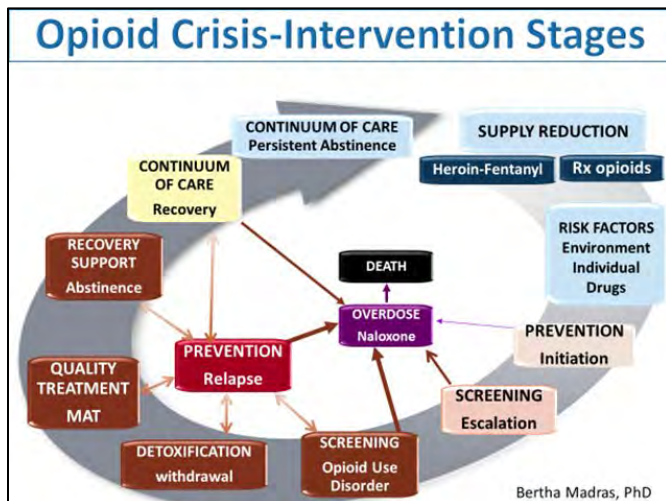 Opioid Crisis-Intervention Stages
CONTINUUM OF CARE
Persistent Abstinence
SUPPLY REDUCTION
Heroin-Fentanyl
Rx opioids
CONTINUUM
OF CARE
Recovery
RISK FACTORS
Environment
Individual
Drugs
RECOVERY
SUPPORT
Abstinence
DEATH
OVERDOSE
Naloxone
PREVENTION
Initiation
PREVENTION
Relapse
QUALITY
TREATMENT
MAT
SCREENING
Escalation
DETOXIFICATION
withdrawal
SCREENING
Opioid Use
Disorder
Bertha Madras, PhD